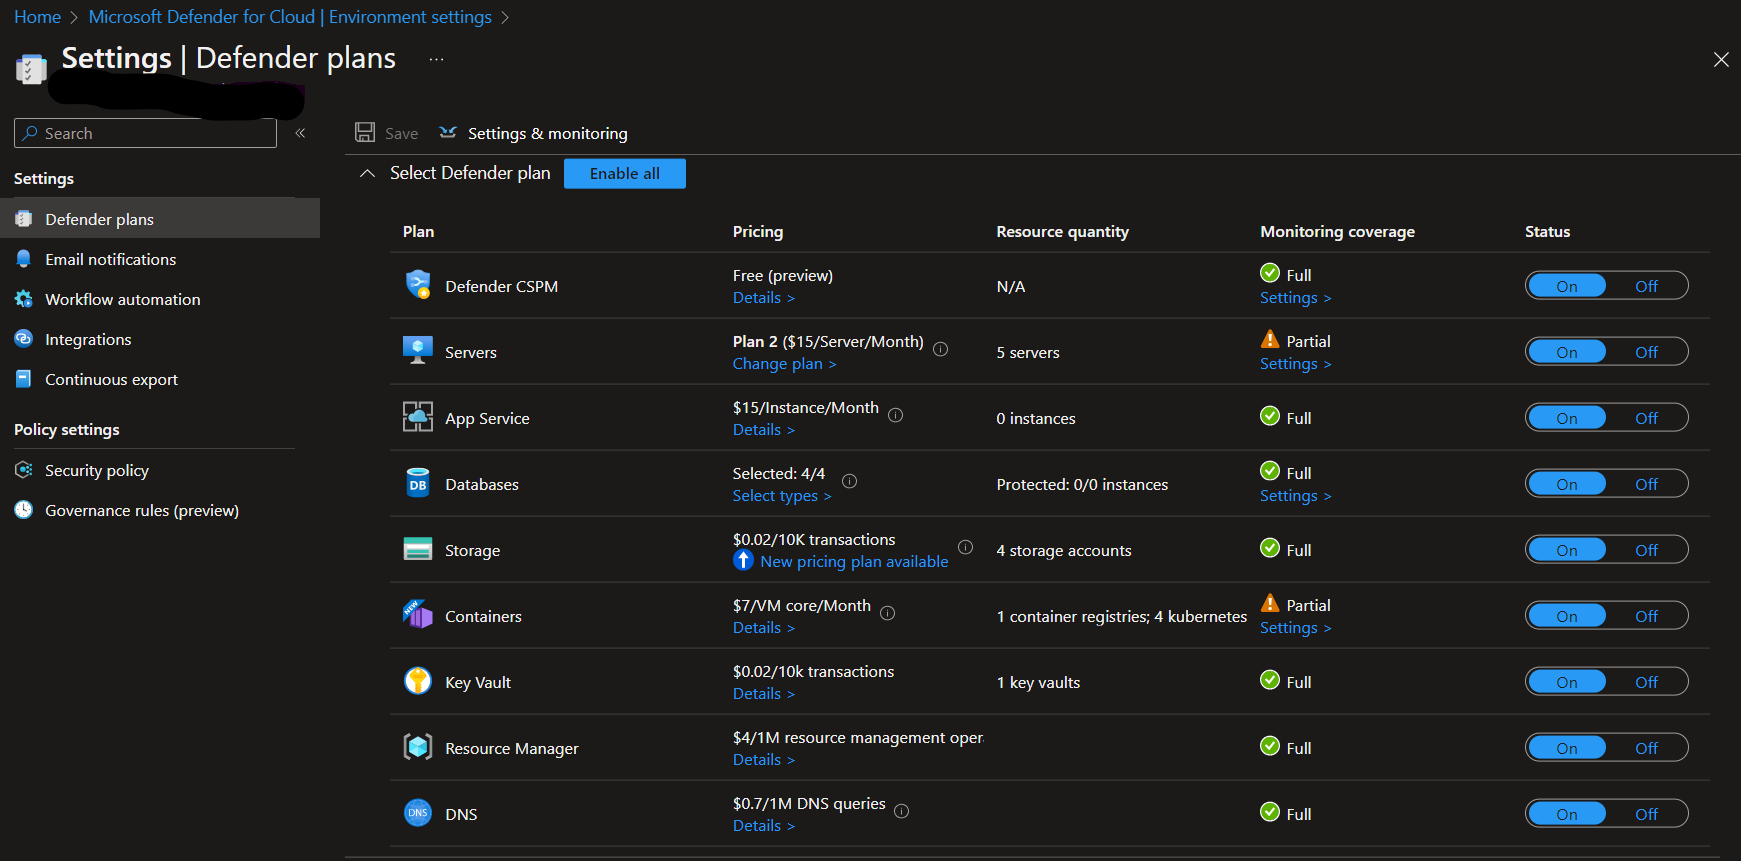 Home > Microsoft Defender for Cloud | Environment settings >
Settings | Defender plans ...
Search
«
Save
Settings & monitoring
Settings
Defender plans
Email notifications
Workflow automation
Integrations
Continuous export
Policy settings
Security policy
Governance rules (preview)
Select Defender plan
Enable all
Plan Pricing Resource quantity Monitoring coverage Status
Defender CSPM
Free (preview)
Details >
N/A
Full
Settings >
On Off
Servers
Plan 2 ($15/Server/Month)
Change plan >
5 servers
Partial
Settings >
On Off
App Service
$15/Instance/Month
Details >
0 instances
Full
On Off
DB
Databases
Selected: 4/4
Select types >
Protected: 0/0 instances
Full
Settings >
On Off
Storage
$0.02/10K transactions
New pricing plan available
4 storage accounts
Full
On Off
NEW
Containers
$7/VM core/Month
Details >
1 container registries; 4 kubernetes
Partial
Settings >
On Off
Key Vault
$0.02/10k transactions
Details >
1 key vaults
Full
On Off
Resource Manager
$4/1M resource management oper
Details >
Full
On Off
DNS
DNS
$0.7/1M DNS queries
Details >
Full
On Off